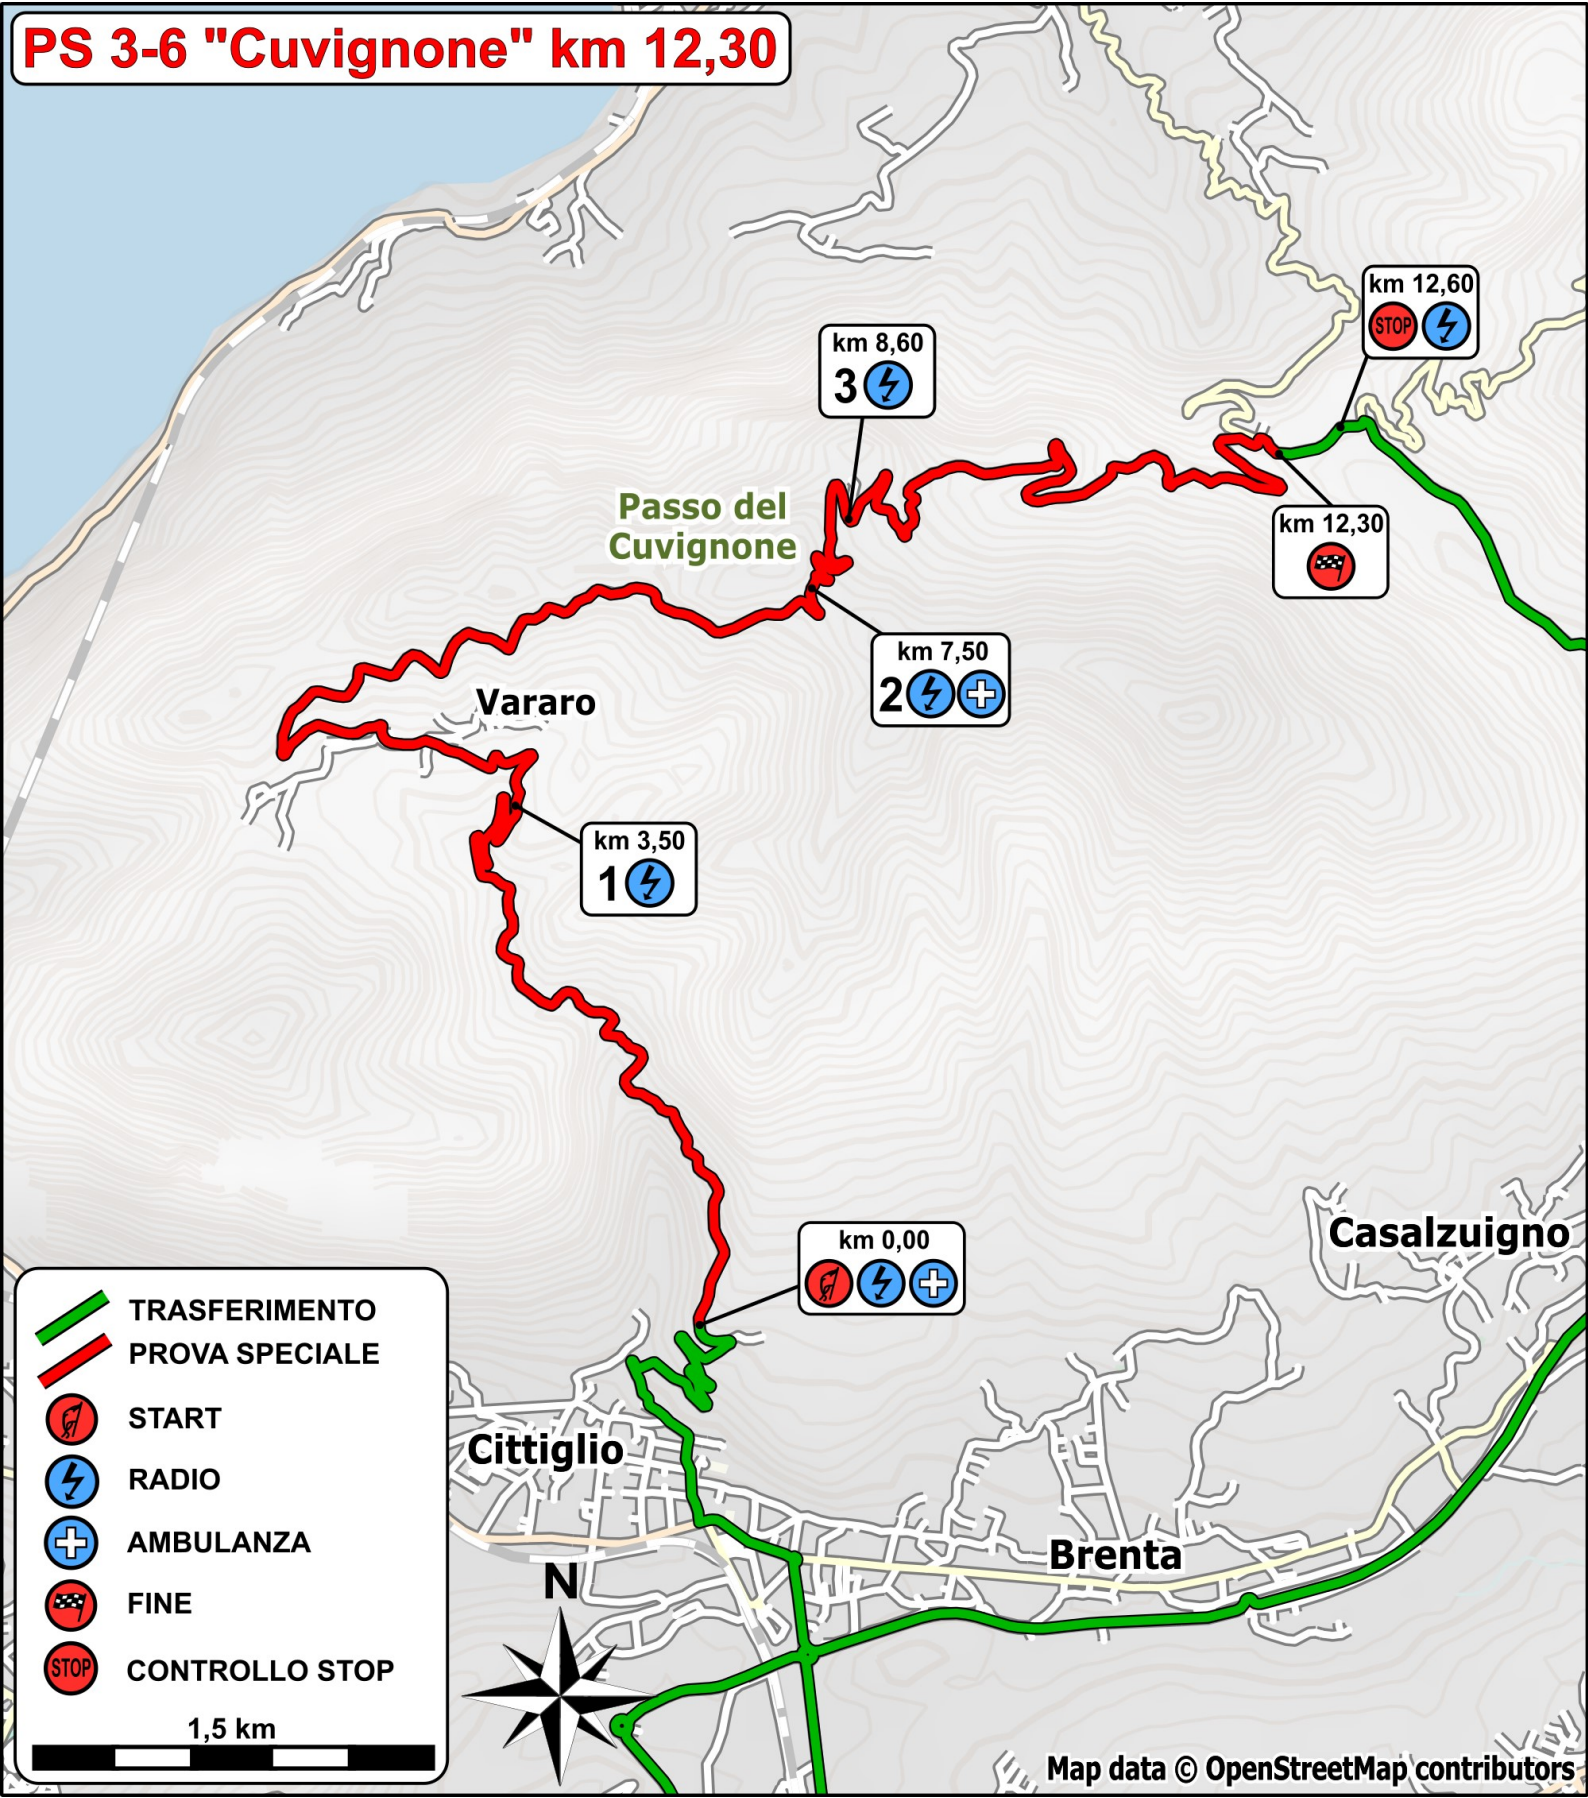 PS 3-6 "Cuvignone" km 12,30
km 12,60
STOP
km 8,60
3
Passo del
Cuvignone
km 12,30
km 7,50
2
Vararo
km 3,50
1
Casalzuigno
km 0,00
TRASFERIMENTO
PROVA SPECIALE
START
Cittiglio
RADIO
AMBULANZA
Brenta
N
FINE
STOP
CONTROLLO STOP
1,5 km
Map data © OpenStreetMap contributors